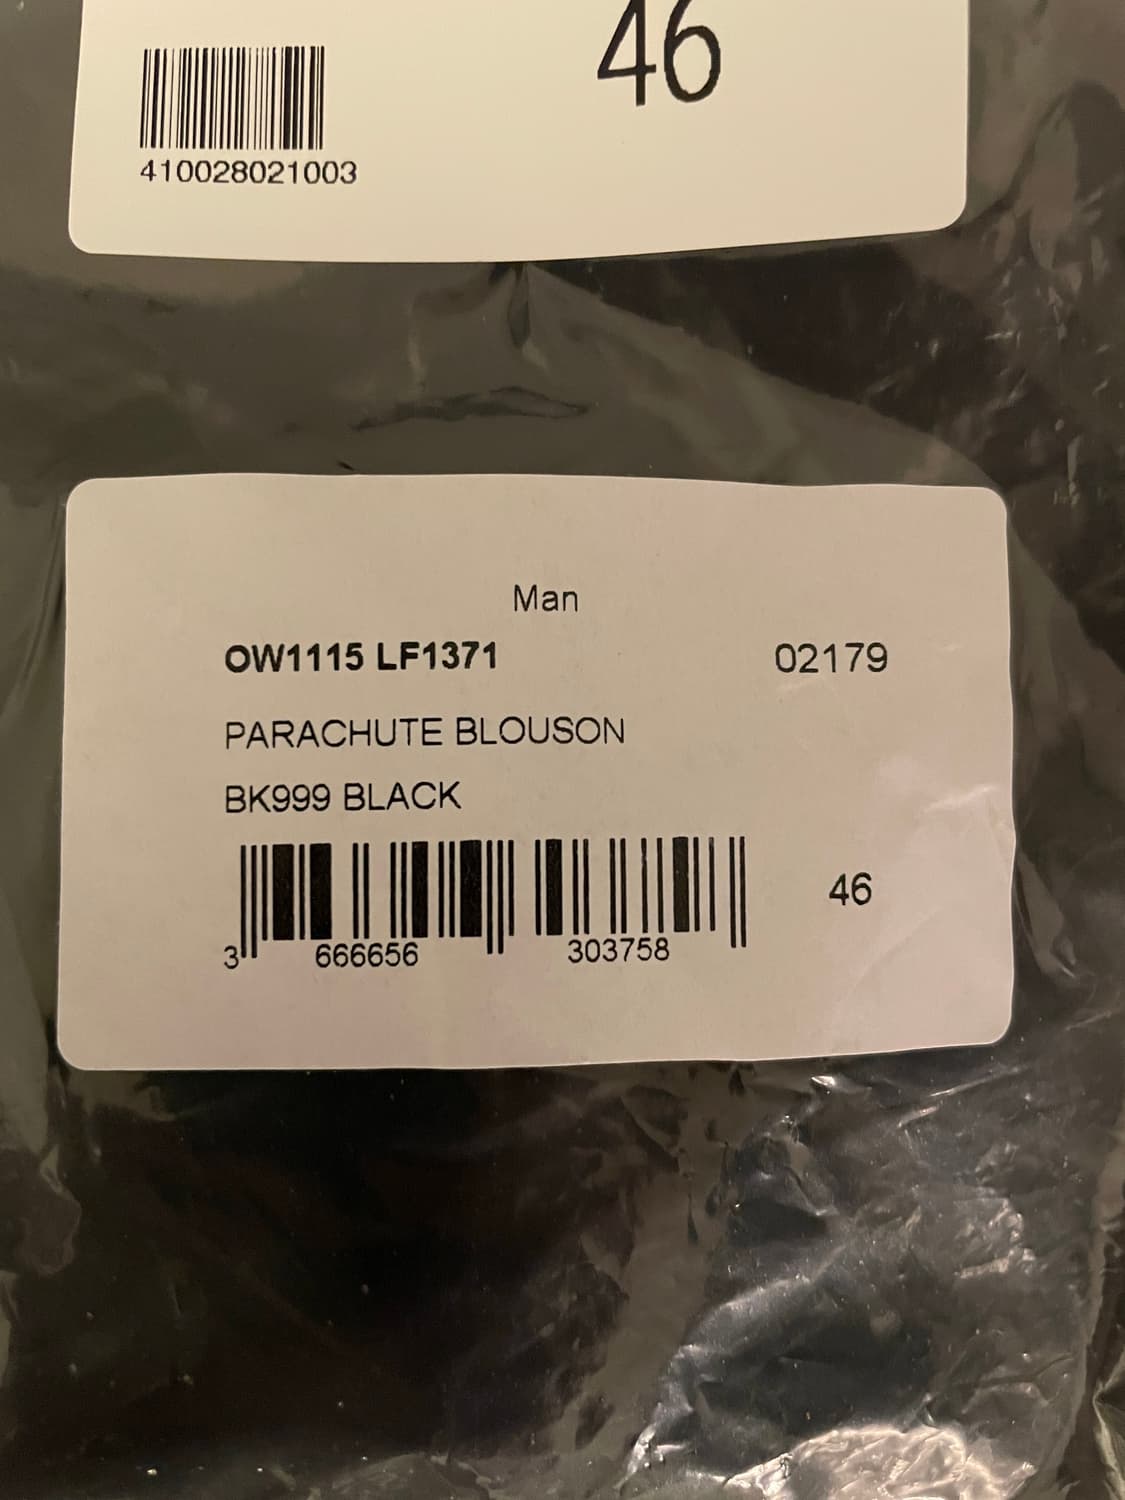 46
410028021003
Man
OW1115 LF1371 02179
PARACHUTE BLOUSON
BK999 BLACK
46
3 666656 303758